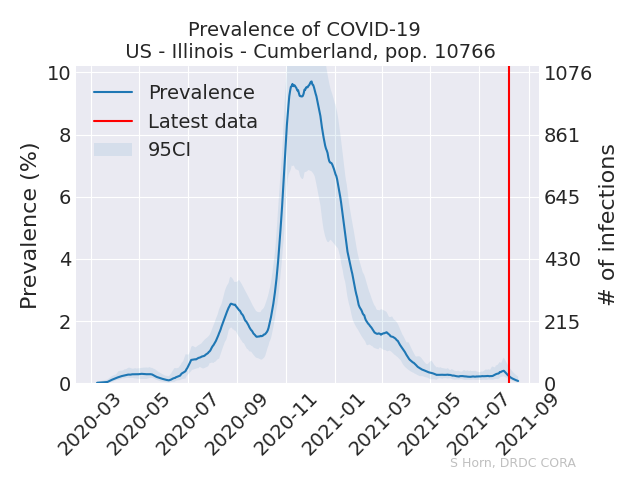 Prevalence of COVID-19
US - Illinois - Cumberland, pop. 10766
Prevalence
Latest data
95CI
Prevalence (%)
10
8
6
4
2
0
1076
861
645
430
215
0
# of infections
2020-03
2020-05
2020-07
2020-09
2020-11
2021-01
2021-03
2021-05
2021-07
2021-09
S Horn, DRDC CORA